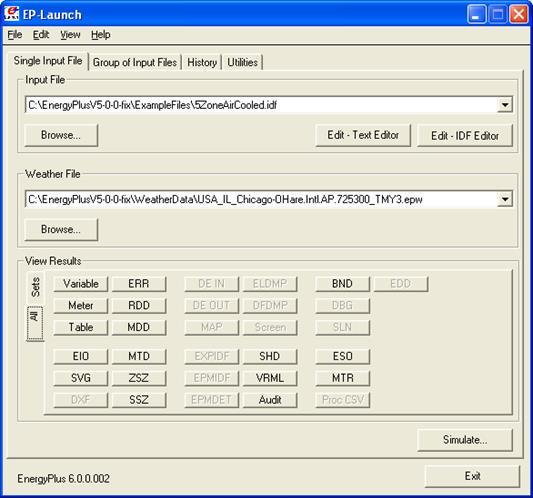 EP-Launch
File Edit View Help
Single Input File Group of Input Files History Utilities
Input File
C:\EnergyPlusV5-0-0-fix\ExampleFiles\5ZoneAirCooled.idf
Browse... Edit - Text Editor Edit - IDF Editor
Weather File
C:\EnergyPlusV5-0-0-fix\WeatherData\USA_IL_Chicago-OHare.Intl.AP.725300_TMY3.epw
Browse...
View Results
Sets
All
Variable ERR DE IN ELDMP BND EDD
Meter RDD DE OUT DFDMP DBG
Table MDD MAP Screen SLN
EIO MTD EXPIDF SHD ESO
SVG ZSZ EPMIDF VRML MTR
DXF SSZ EPMDET Audit Proc CSV
Simulate...
EnergyPlus 6.0.0.002 Exit